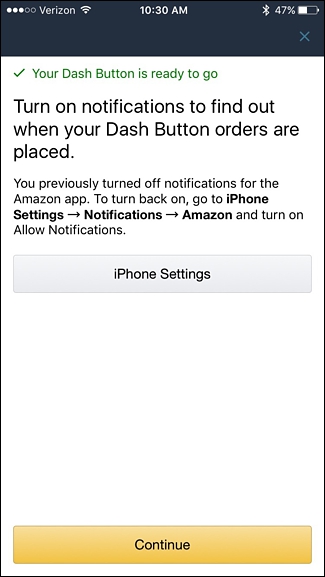 Verizon 10:30 AM 47%
Your Dash Button is ready to go
Turn on notifications to find out
when your Dash Button orders are
placed.
You previously turned off notifications for the
Amazon app. To turn back on, go to iPhone
Settings → Notifications → Amazon and turn on
Allow Notifications.
iPhone Settings
Continue